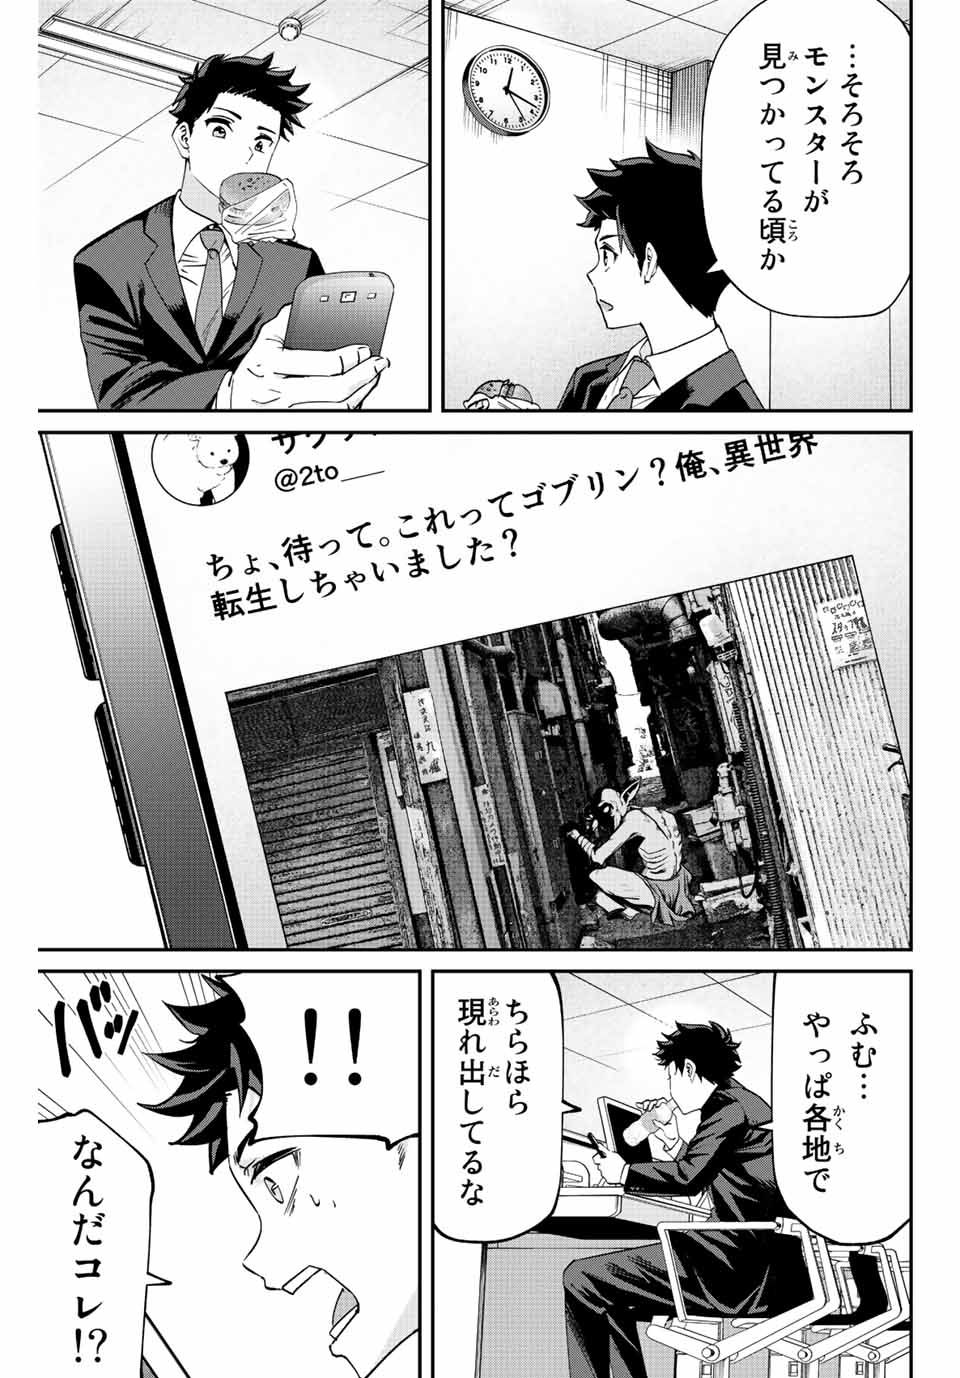 …そろそろ
モンスターが
見つかってる頃か
@2to___
ちょ、待って。これってゴブリン？俺、異世界
転生しちゃいました？
ふむ…
やっぱ各地で
ちらほら
現れ出してるな
！！
バッ
なんだコレ!?